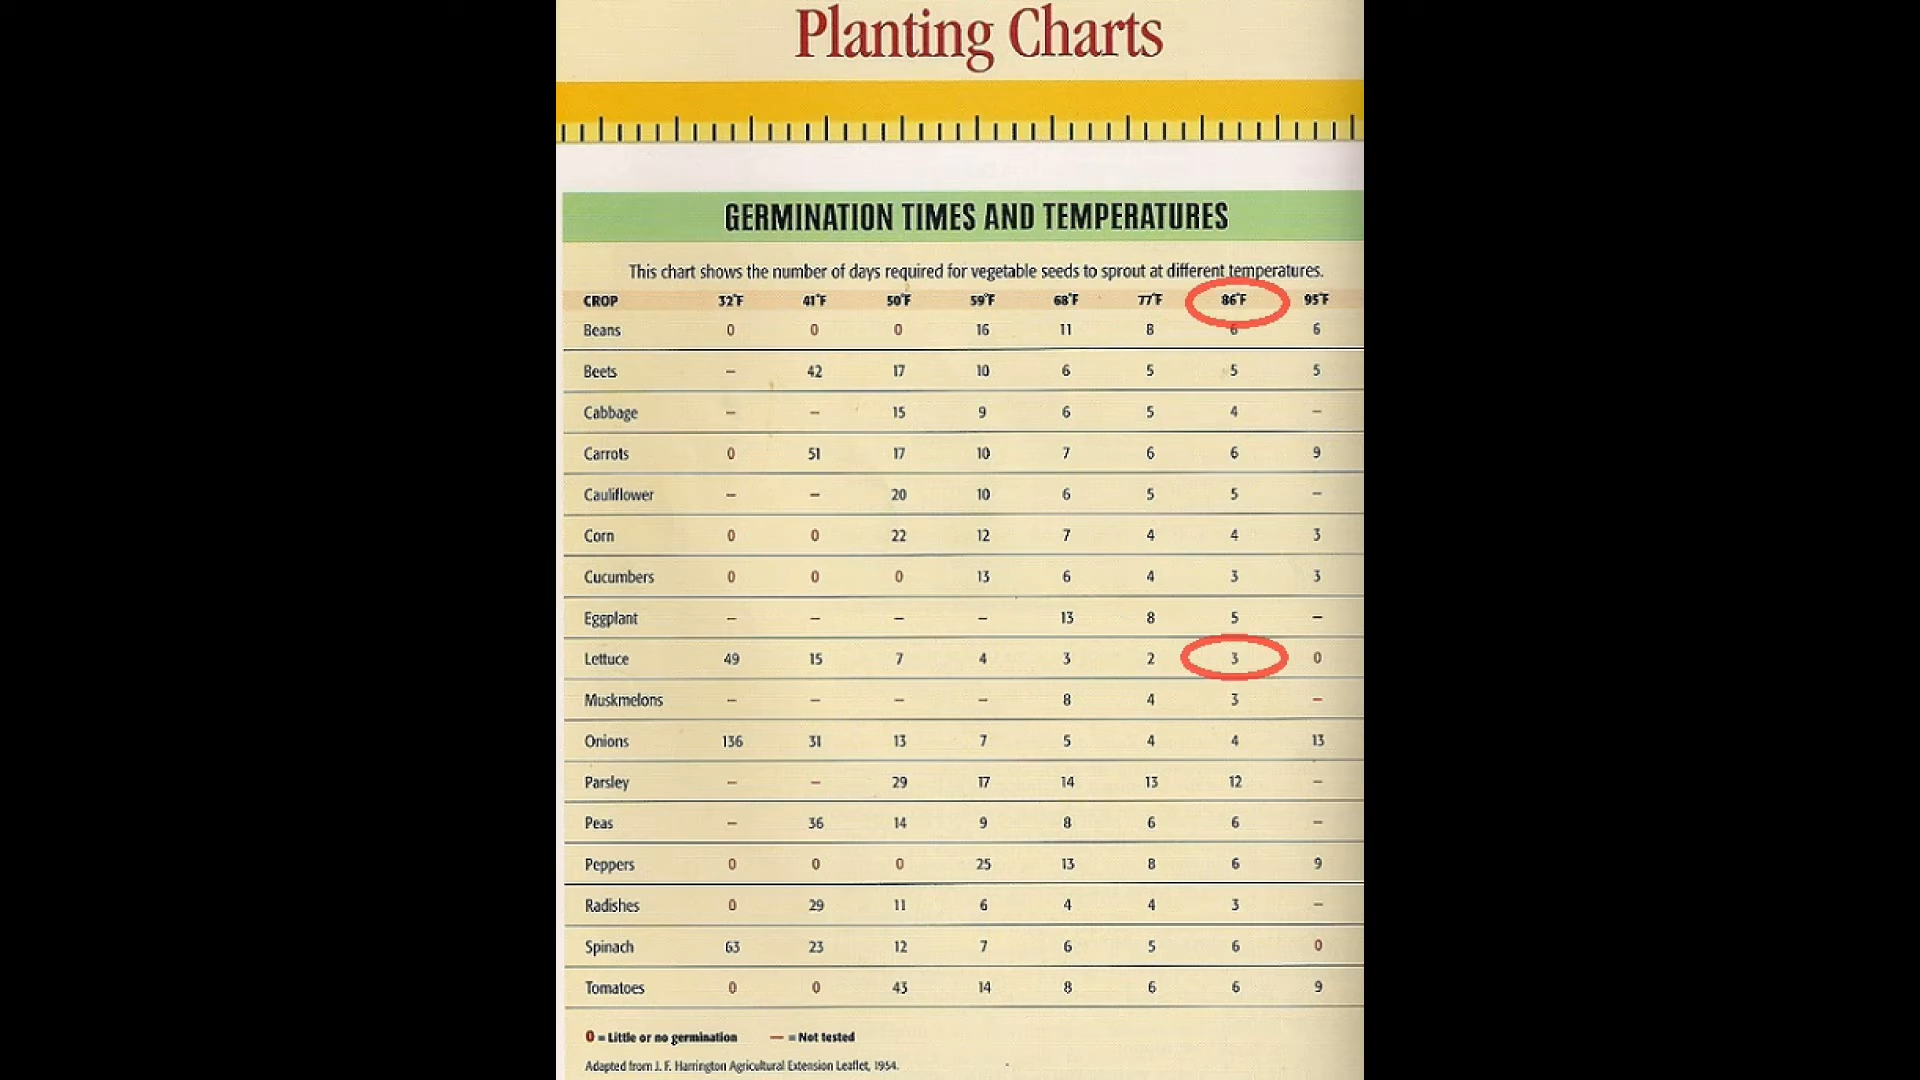 Planting Charts
GERMINATION TIMES AND TEMPERATURES
This chart shows the number of days required for vegetable seeds to sprout at different temperatures.
CROP 32°F 41°F 50°F 59°F 68°F 77°F 86°F 95°F
Beans 0 0 0 16 11 8 6 6
Beets – 42 17 10 6 5 5 5
Cabbage – – 15 9 6 5 4 –
Carrots 0 51 17 10 7 6 6 9
Cauliflower – – 20 10 6 5 5 –
Corn 0 0 22 12 7 4 4 3
Cucumbers 0 0 0 13 6 4 3 3
Eggplant – – – – 13 8 5 –
Lettuce 49 15 7 4 3 2 3 0
Muskmelons – – – – 8 4 3 –
Onions 136 31 13 7 5 4 4 13
Parsley – – 29 17 14 13 12 –
Peas – 36 14 9 8 6 6 –
Peppers 0 0 0 25 13 8 6 9
Radishes 0 29 11 6 4 4 3 –
Spinach 63 23 12 7 6 5 6 0
Tomatoes 0 0 43 14 8 6 6 9
0 = Little or no germination — = Not tested
Adapted from J. F. Harrington Agricultural Extension Leaflet, 1954.